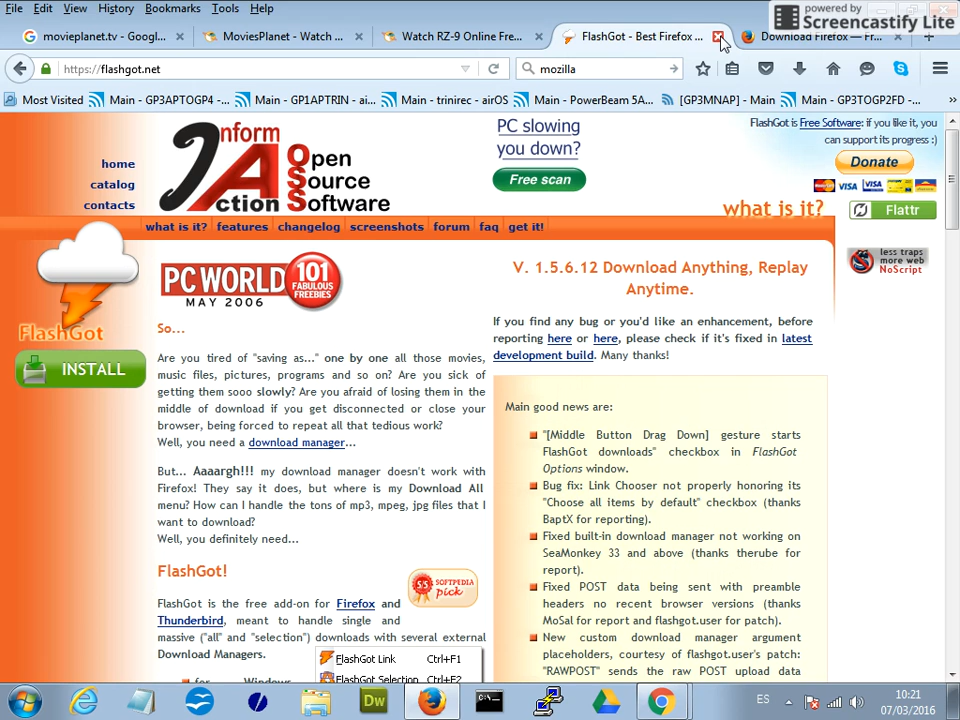 File Edit View History Bookmarks Tools Help
powered by
Screencastify Lite
movieplanet.tv - Googl...
MoviesPlanet - Watch ...
Watch RZ-9 Online Fre...
FlashGot - Best Firefox ...
Download Firefox — Fr...
https://flashgot.net
mozilla
Most Visited
Main - GP3APTOGP4 -...
Main - GP1APTRIN - ai...
Main - trinirec - airOS
Main - PowerBeam 5A...
[GP3MNAP] - Main
Main - GP3TOGP2FD -...
home
catalog
contacts
Inform
Action
Open
Source
Software
PC slowing
you down?
Free scan
FlashGot is Free Software: if you like it, you
can support its progress :)
Donate
VISA
VISA
what is it?
Flattr
what is it? features changelog screenshots forum faq get it!
less traps
more web
NoScript
FlashGot
INSTALL
PC WORLD
MAY 2006
101
FABULOUS
FREEBIES
So...
Are you tired of "saving as..." one by one all those movies,
music files, pictures, programs and so on? Are you sick of
getting them sooo slowly? Are you afraid of losing them in the
middle of download if you get disconnected or close your
browser, being forced to repeat all that tedious work?
Well, you need a download manager...
But... Aaaargh!!! my download manager doesn't work with
Firefox! They say it does, but where is my Download All
menu? How can I handle the tons of mp3, mpeg, jpg files that I
want to download?
Well, you definitely need...
FlashGot!
SOFTPEDIA
pick
FlashGot is the free add-on for Firefox and
Thunderbird, meant to handle single and
massive ("all" and "selection") downloads with several external
Download Managers.
FlashGot Link Ctrl+F1
FlashGot Selection Ctrl+F2
for Windows
V. 1.5.6.12 Download Anything, Replay
Anytime.
If you find any bug or you'd like an enhancement, before
reporting here or here, please check if it's fixed in latest
development build. Many thanks!
Main good news are:
"[Middle Button Drag Down] gesture starts
FlashGot downloads" checkbox in FlashGot
Options window.
Bug fix: Link Chooser not properly honoring its
"Choose all items by default" checkbox (thanks
BaptX for reporting).
Fixed built-in download manager not working on
SeaMonkey 33 and above (thanks therube for
report).
Fixed POST data being sent with preamble
headers no recent browser versions (thanks
MoSal for report and flashgot.user for patch).
New custom download manager argument
placeholders, courtesy of flashgot.user's patch:
"RAWPOST" sends the raw POST upload data
Dw
ES
10:21
07/03/2016